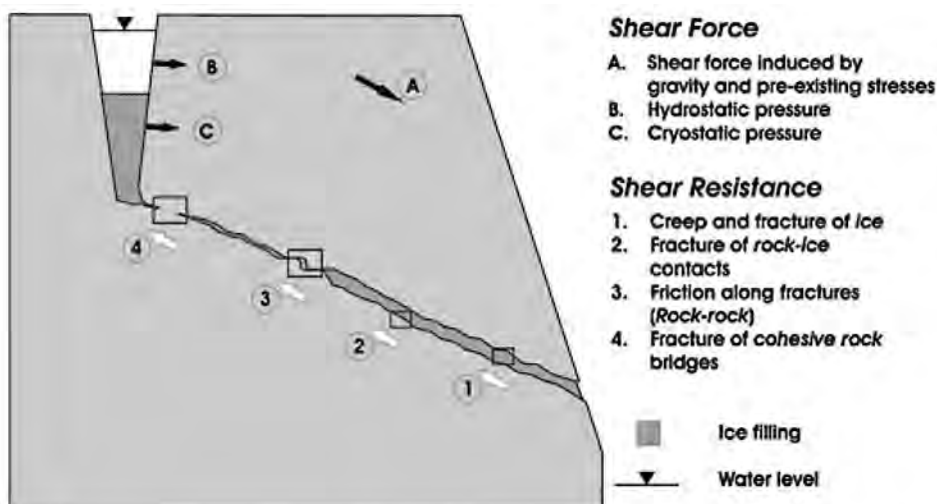 B
A
C
4
3
2
1
Shear Force
A. Shear force induced by
gravity and pre-existing stresses
B. Hydrostatic pressure
C. Cryostatic pressure
Shear Resistance
1. Creep and fracture of ice
2. Fracture of rock-ice
contacts
3. Friction along fractures
(Rock-rock)
4. Fracture of cohesive rock
bridges
Ice filling
Water level